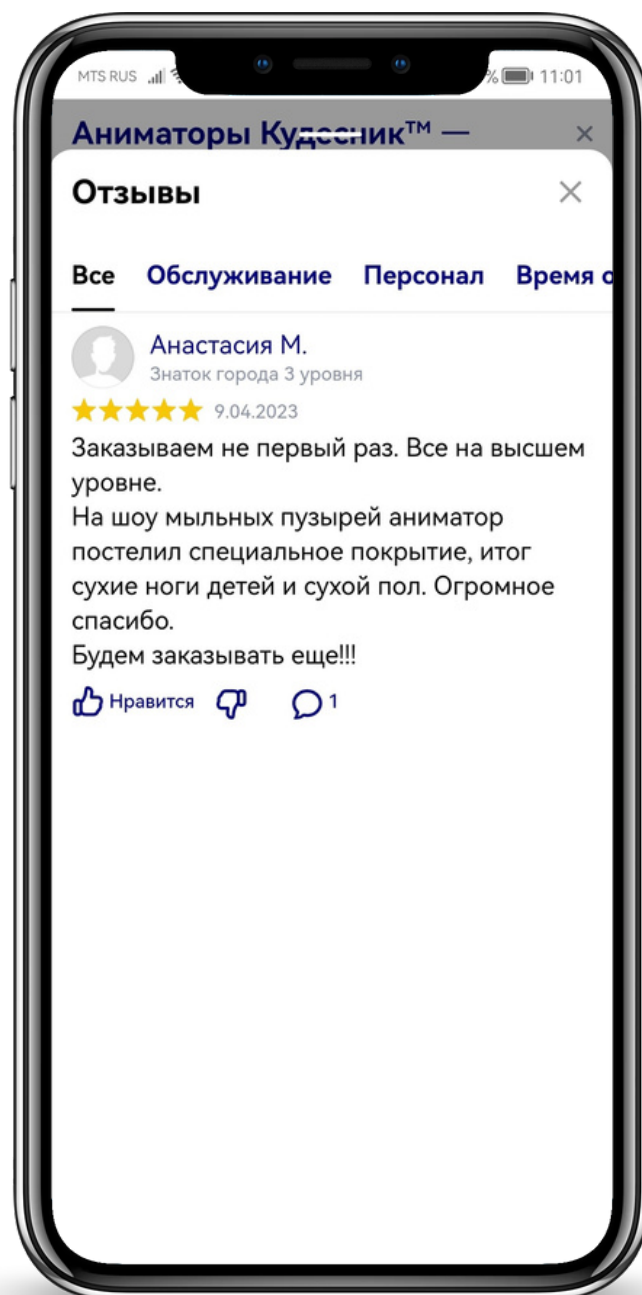 MTS RUS % 11:01
Аниматоры Кудесник™ —
Отзывы
Все Обслуживание Персонал Время о
Анастасия М.
Знаток города 3 уровня
9.04.2023
Заказываем не первый раз. Все на высшем
уровне.
На шоу мыльных пузырей аниматор
постелил специальное покрытие, итог
сухие ноги детей и сухой пол. Огромное
спасибо.
Будем заказывать еще!!!
Нравится 1